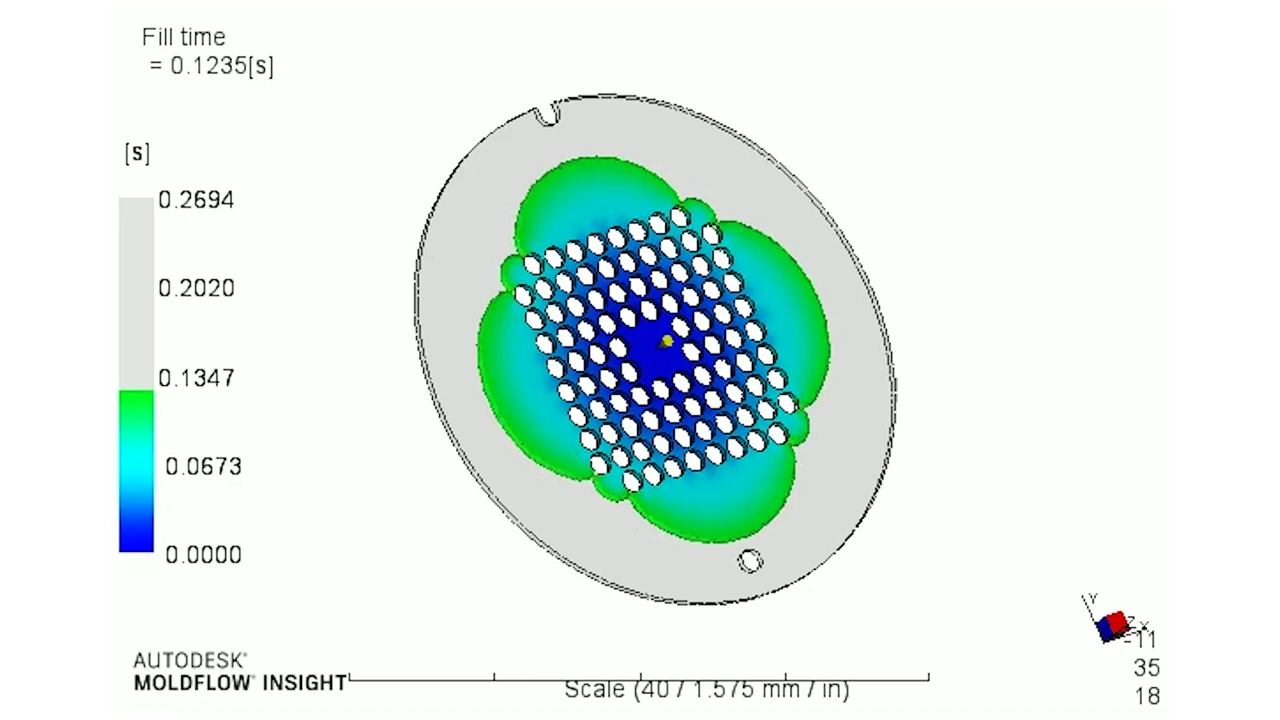 Fill time
= 0.1235[s]
[s]
0.2694
0.2020
0.1347
0.0673
0.0000
AUTODESK®
MOLDFLOW® INSIGHT
Scale (40 / 1.575 mm / in)
Y
Z
X
-11
35
18